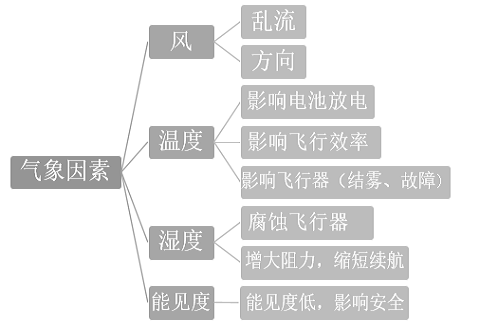 气象因素
风
乱流
方向
温度
影响电池放电
影响飞行效率
影响飞行器（结雾、故障）
湿度
腐蚀飞行器
增大阻力，缩短续航
能见度
能见度低，影响安全